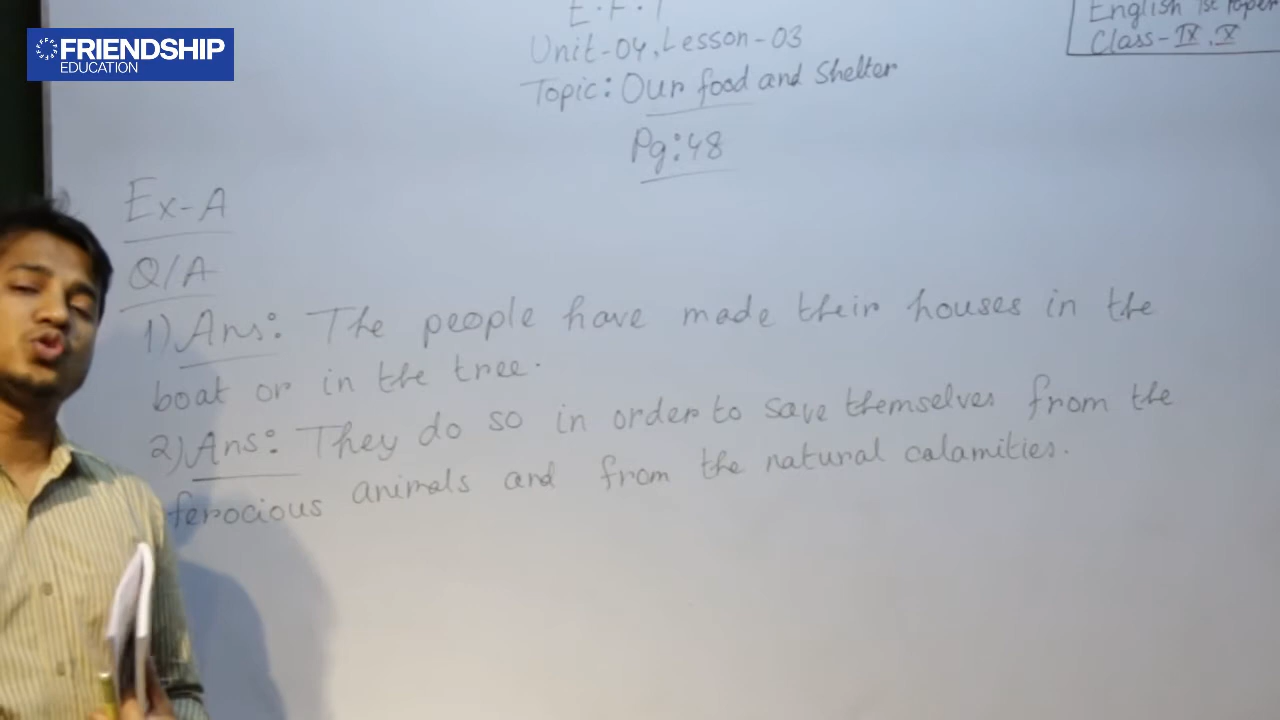 FRIENDSHIP
EDUCATION
E.F.T
English 1st Paper
Class-IX,X
Unit-04,Lesson-03
Topic: Our food and Shelter
Pg:48
Ex-A
Q/A
1) Ans: The people have made their houses in the
boat or in the tree.
2) Ans: They do so in order to save themselves from the
ferocious animals and from the natural calamities.